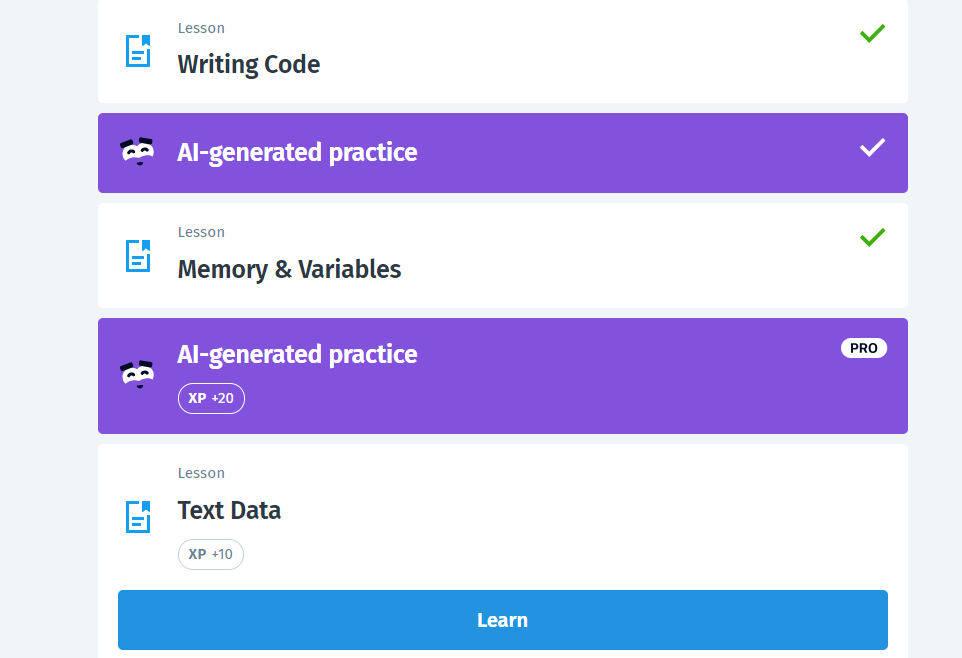 Lesson
Writing Code
AI-generated practice
Lesson
Memory & Variables
AI-generated practice
PRO
XP +20
Lesson
Text Data
XP +10
Learn